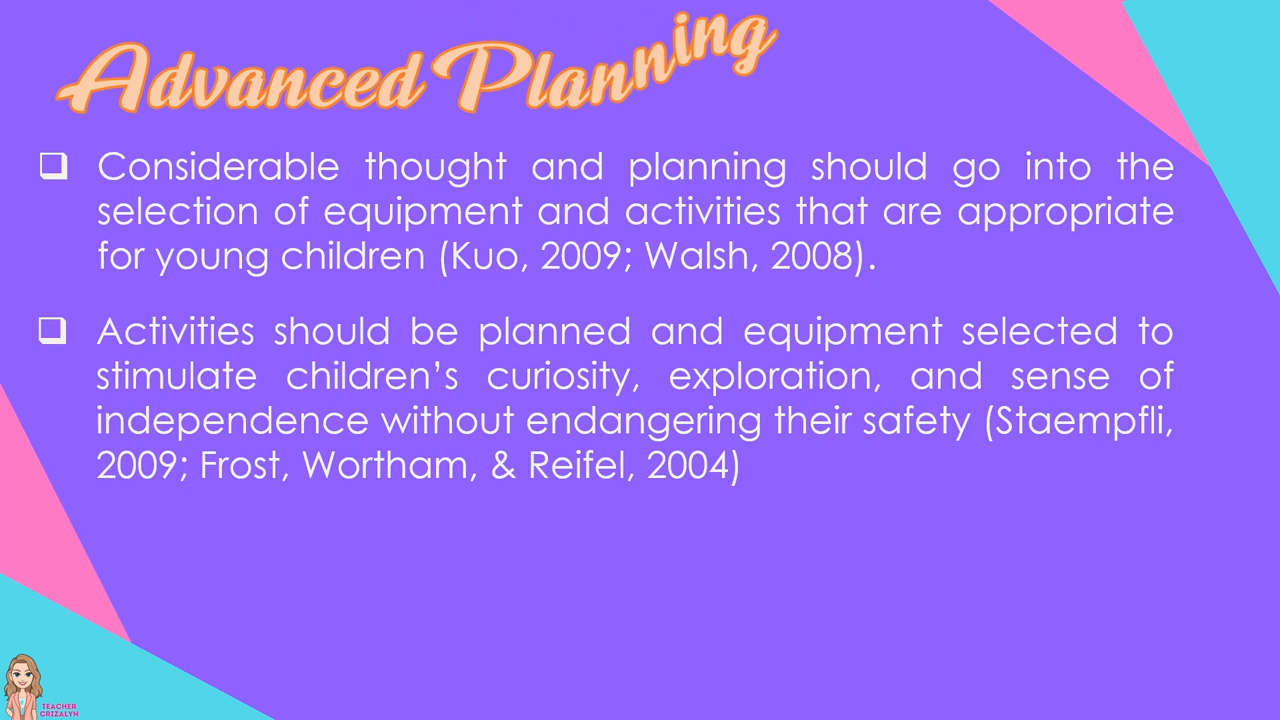 Advanced Planning
❑ Considerable thought and planning should go into the
selection of equipment and activities that are appropriate
for young children (Kuo, 2009; Walsh, 2008).
❑ Activities should be planned and equipment selected to
stimulate children’s curiosity, exploration, and sense of
independence without endangering their safety (Staempfli,
2009; Frost, Wortham, & Reifel, 2004)
TEACHER
CRIZALYN